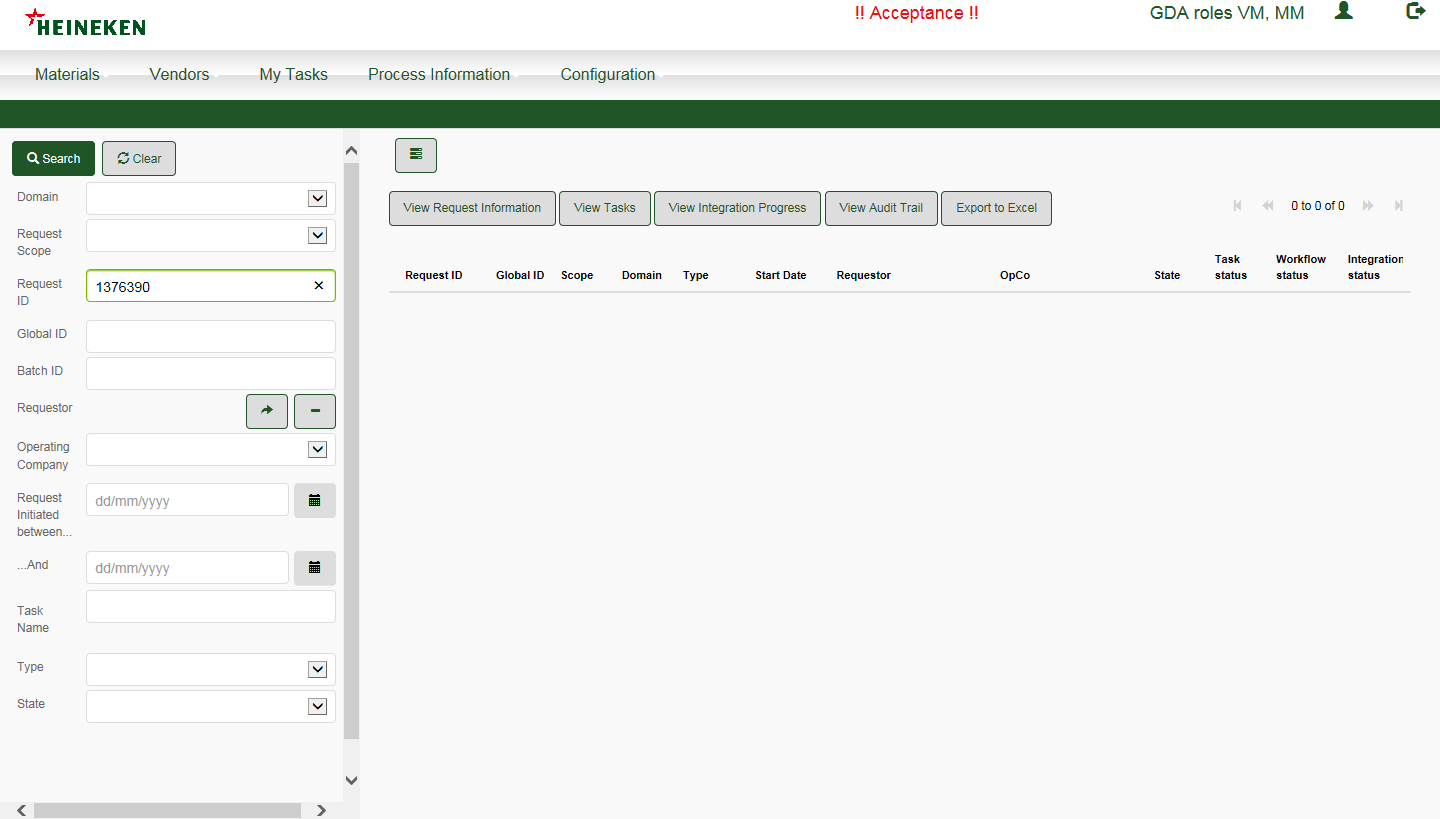 HEINEKEN
!! Acceptance !!
GDA roles VM, MM
Materials Vendors My Tasks Process Information Configuration
Search Clear
Domain
Request Scope
Request ID 1376390
Global ID
Batch ID
Requestor
Operating Company
Request Initiated between... dd/mm/yyyy
...And dd/mm/yyyy
Task Name
Type
State
View Request Information View Tasks View Integration Progress View Audit Trail Export to Excel 0 to 0 of 0
Request ID Global ID Scope Domain Type Start Date Requestor OpCo State Task status Workflow status Integration status